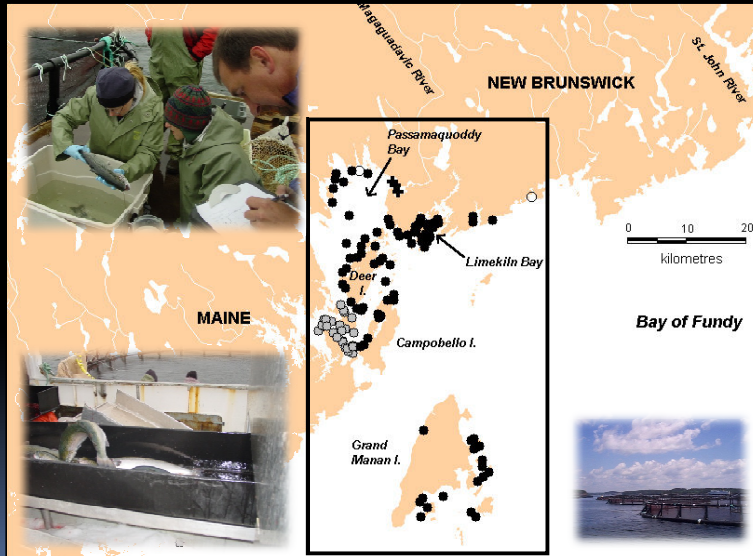 Magaguadavic River
St. John River
NEW BRUNSWICK
Passamaquoddy
Bay
0 10 20
kilometres
Limekiln Bay
Deer
I.
MAINE
Bay of Fundy
Campobello I.
Grand
Manan I.